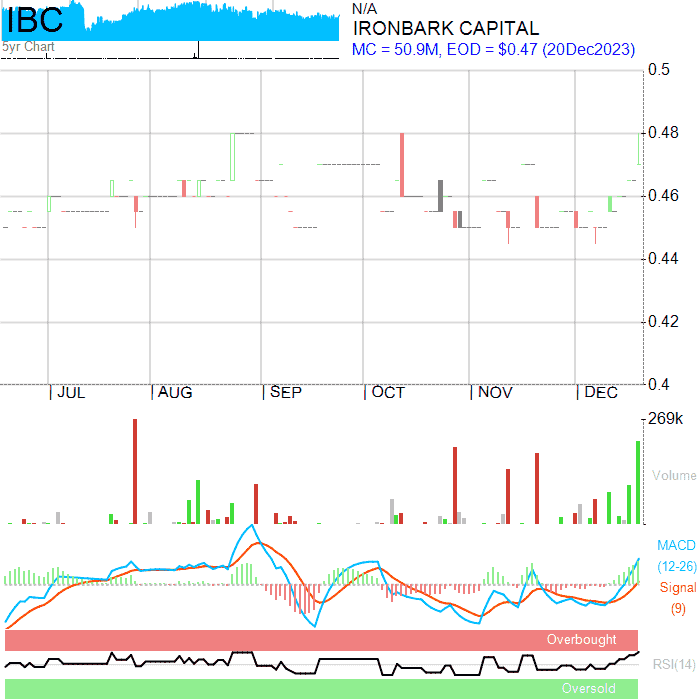 IBC
5yr Chart
N/A
IRONBARK CAPITAL
MC = 50.9M, EOD = $0.47 (20Dec2023)
0.5
0.48
0.46
0.44
0.42
0.4
JUL AUG SEP OCT NOV DEC
269k
Volume
MACD
(12-26)
Signal
(9)
Overbought
RSI(14)
Oversold